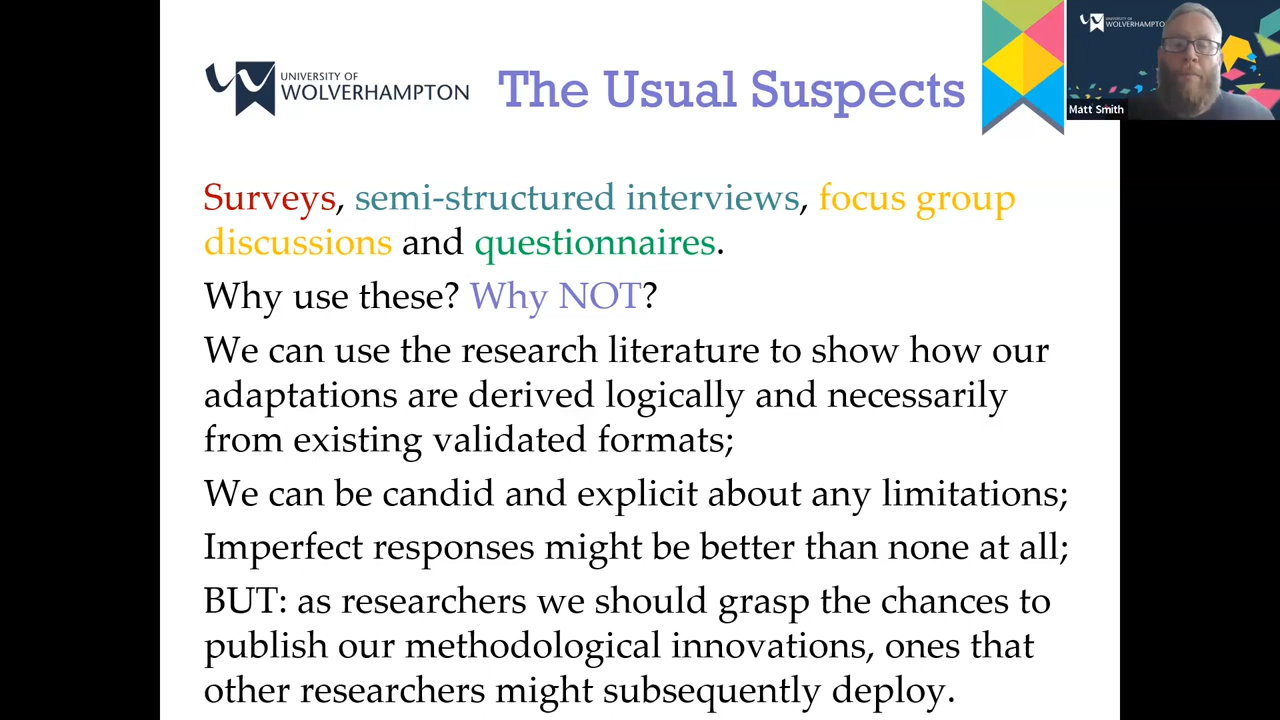 UNIVERSITY OF
WOLVERHAMPTON
The Usual Suspects
UNIVERSITY OF
WOLVERHAMPTON
Matt Smith
Surveys, semi-structured interviews, focus group
discussions and questionnaires.
Why use these? Why NOT?
We can use the research literature to show how our
adaptations are derived logically and necessarily
from existing validated formats;
We can be candid and explicit about any limitations;
Imperfect responses might be better than none at all;
BUT: as researchers we should grasp the chances to
publish our methodological innovations, ones that
other researchers might subsequently deploy.